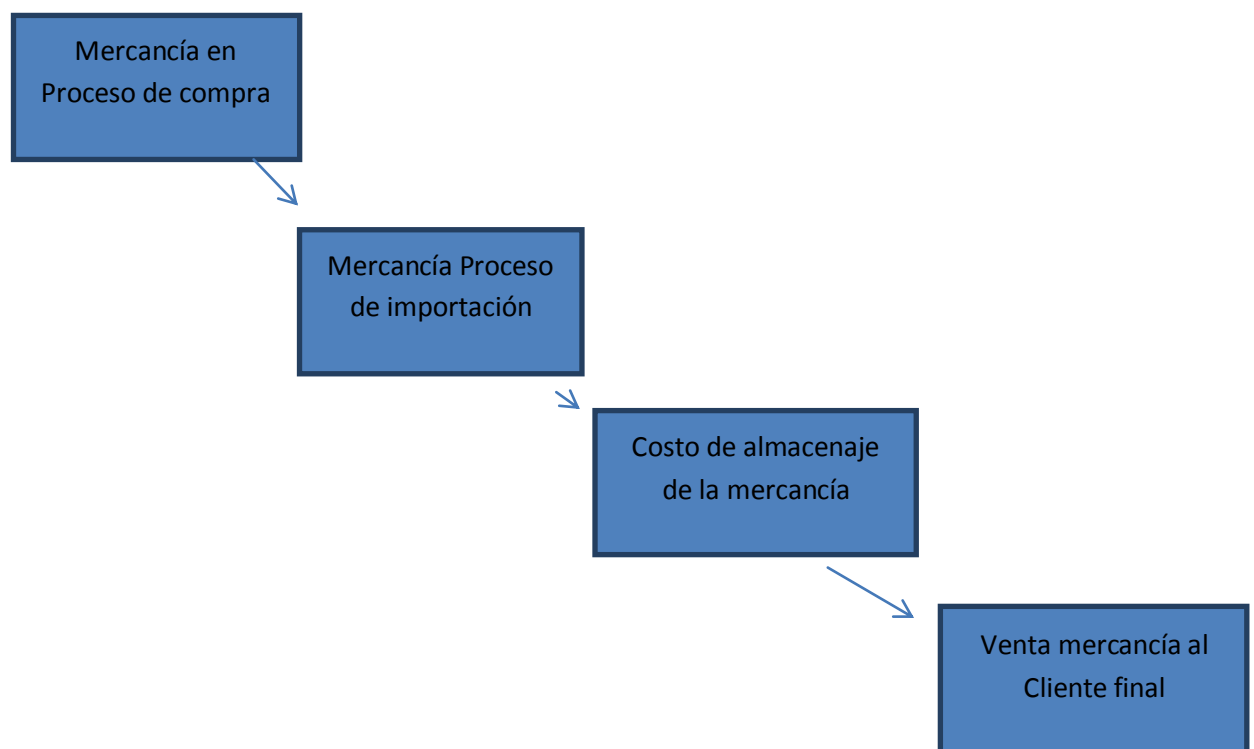 Mercancía en
Proceso de compra
Mercancía Proceso
de importación
Costo de almacenaje
de la mercancía
Venta mercancía al
Cliente final